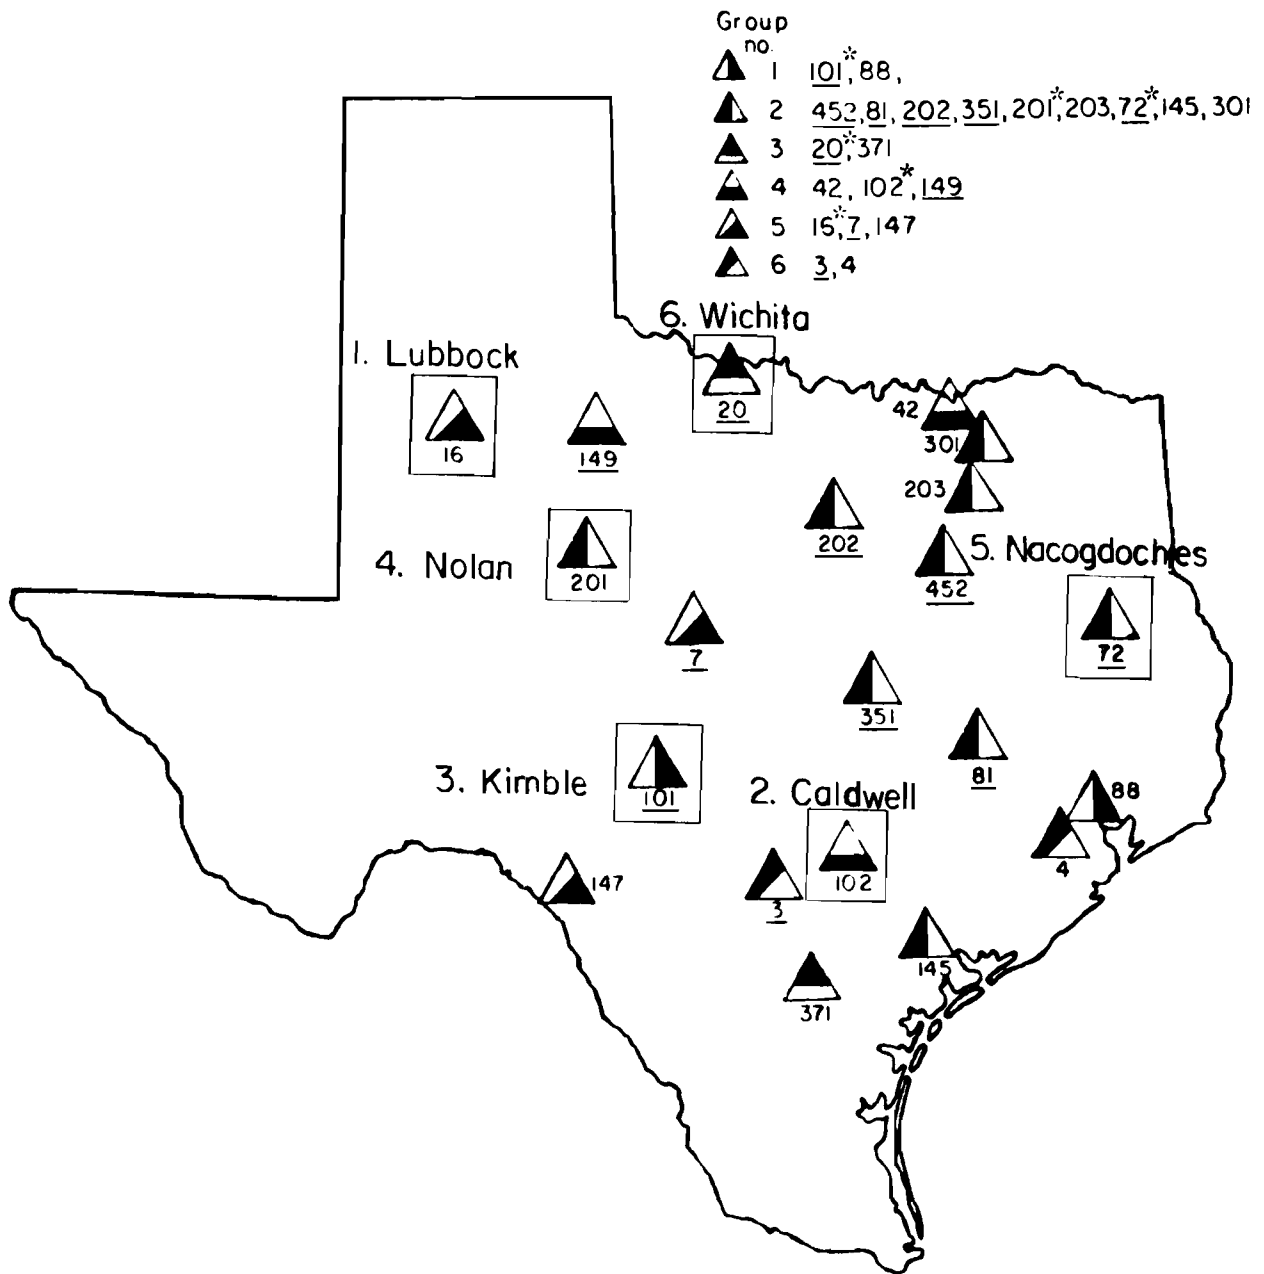 Group
no.
1 101*, 88,
2 452, 81, 202, 351, 201*, 203, 72*, 145, 301
3 20*, 371
4 42, 102*, 149
5 16*, 7, 147
6 3, 4
6. Wichita
1. Lubbock
20
42
16
149
301
203
202
4. Nolan
201
452
5. Nacogdoches
7
72
351
3. Kimble
101
81
2. Caldwell
88
147
3
102
4
145
371